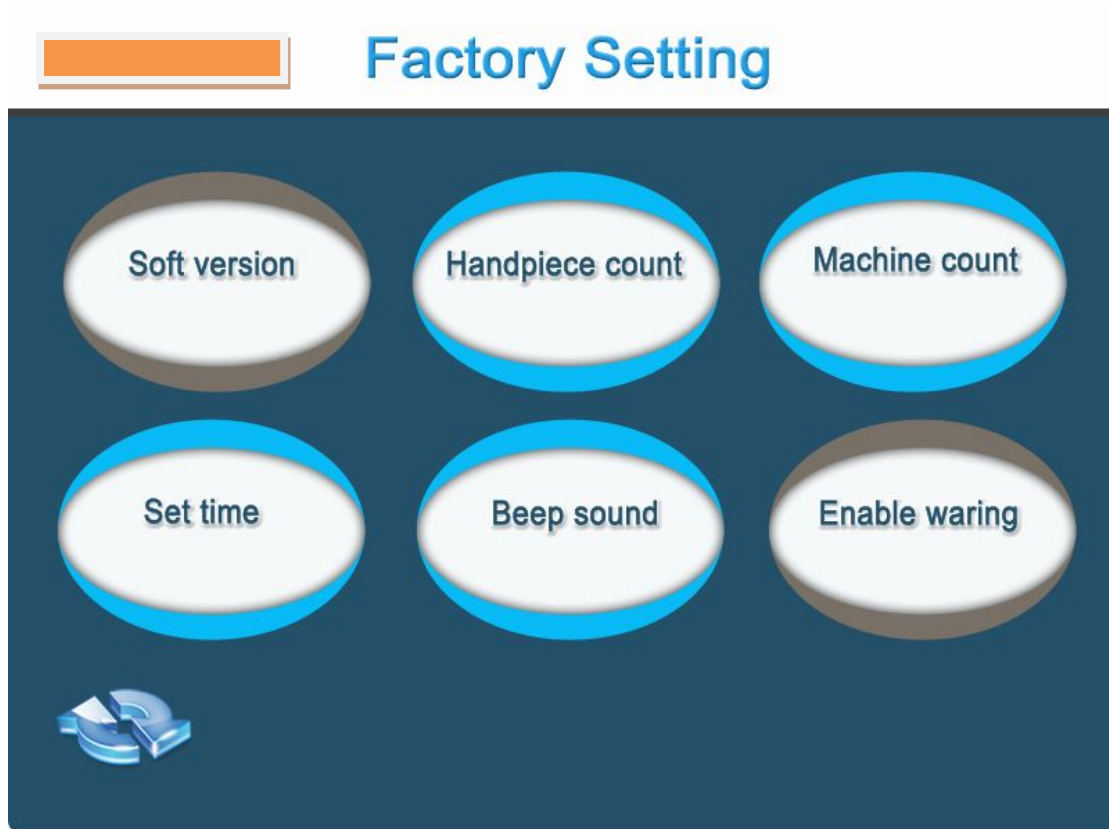 Factory Setting
Soft version
Handpiece count
Machine count
Set time
Beep sound
Enable waring